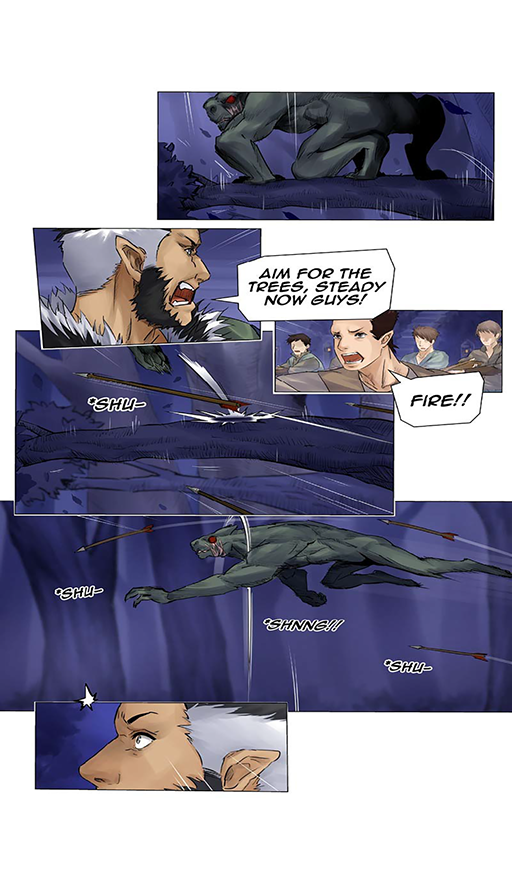 AIM FOR THE
TREES, STEADY
NOW GUYS!
FIRE!!
*SHU-
*SHU-
*SHNNG!!
*SHU-